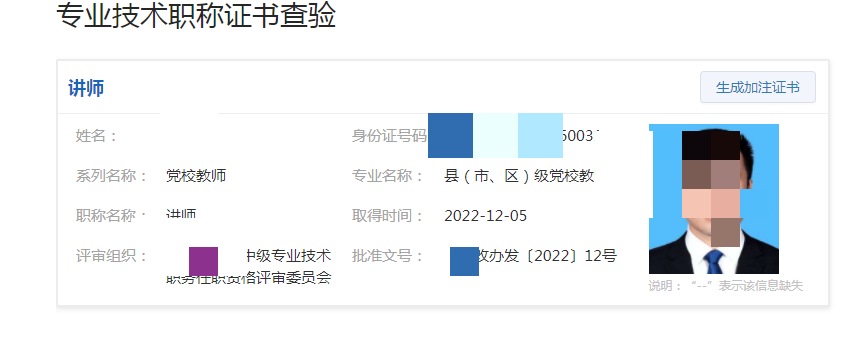 专业技术职称证书查验
讲师
生成加注证书
姓名：
身份证号码
5003
系列名称：
党校教师
专业名称：
县（市、区）级党校教
职称名称：
讲师
取得时间：
2022-12-05
评审组织：
中级专业技术
职务任职资格评审委员会
批准文号：
办发〔2022〕12号
说明：“--”表示该信息缺失